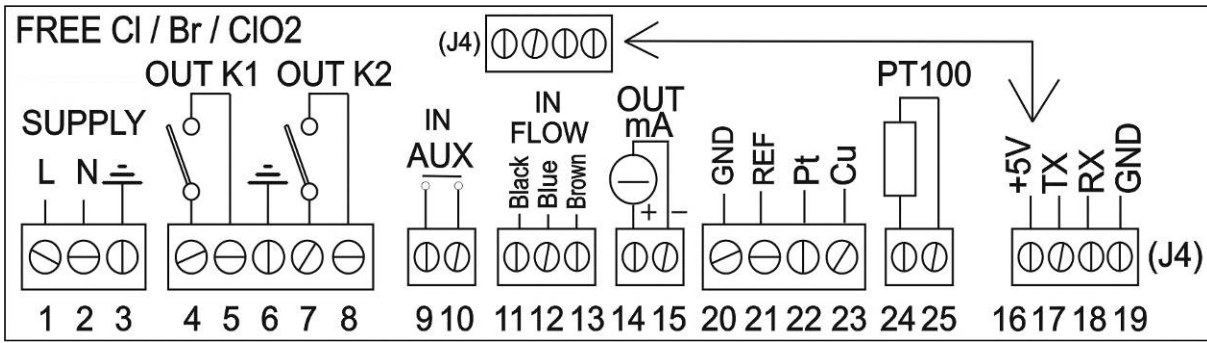 FREE Cl / Br / ClO2
(J4)
OUT K1 OUT K2
PT100
SUPPLY
L N
IN
AUX
IN
FLOW
Black
Blue
Brown
OUT
mA
+ −
GND
REF
Pt
Cu
+5V
TX
RX
GND
(J4)
1 2 3 4 5 6 7 8 9 10 11 12 13 14 15 20 21 22 23 24 25 16 17 18 19